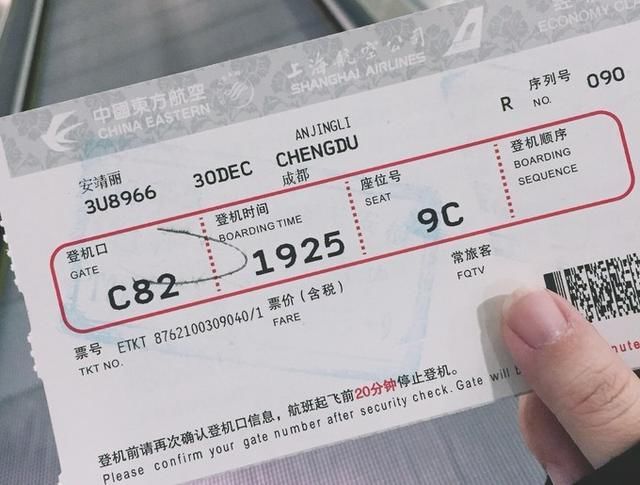 中國東方航空
CHINA EASTERN
上海航空公司
SHANGHAI AIRLINES
ECONOMY CL
安靖丽 ANJINGLI
3U8966 30DEC CHENGDU 成都 R
序列号 090
NO.
登机口 登机时间 座位号 登机顺序
GATE BOARDING TIME SEAT BOARDING SEQUENCE
C82 1925 9C
票号 ETKT 8762100309040/1 票价(含税)
TKT NO. FARE
常旅客
FQTV
登机前请再次确认登机口信息，航班起飞前20分钟停止登机。
Please confirm your gate number after security check. Gate will